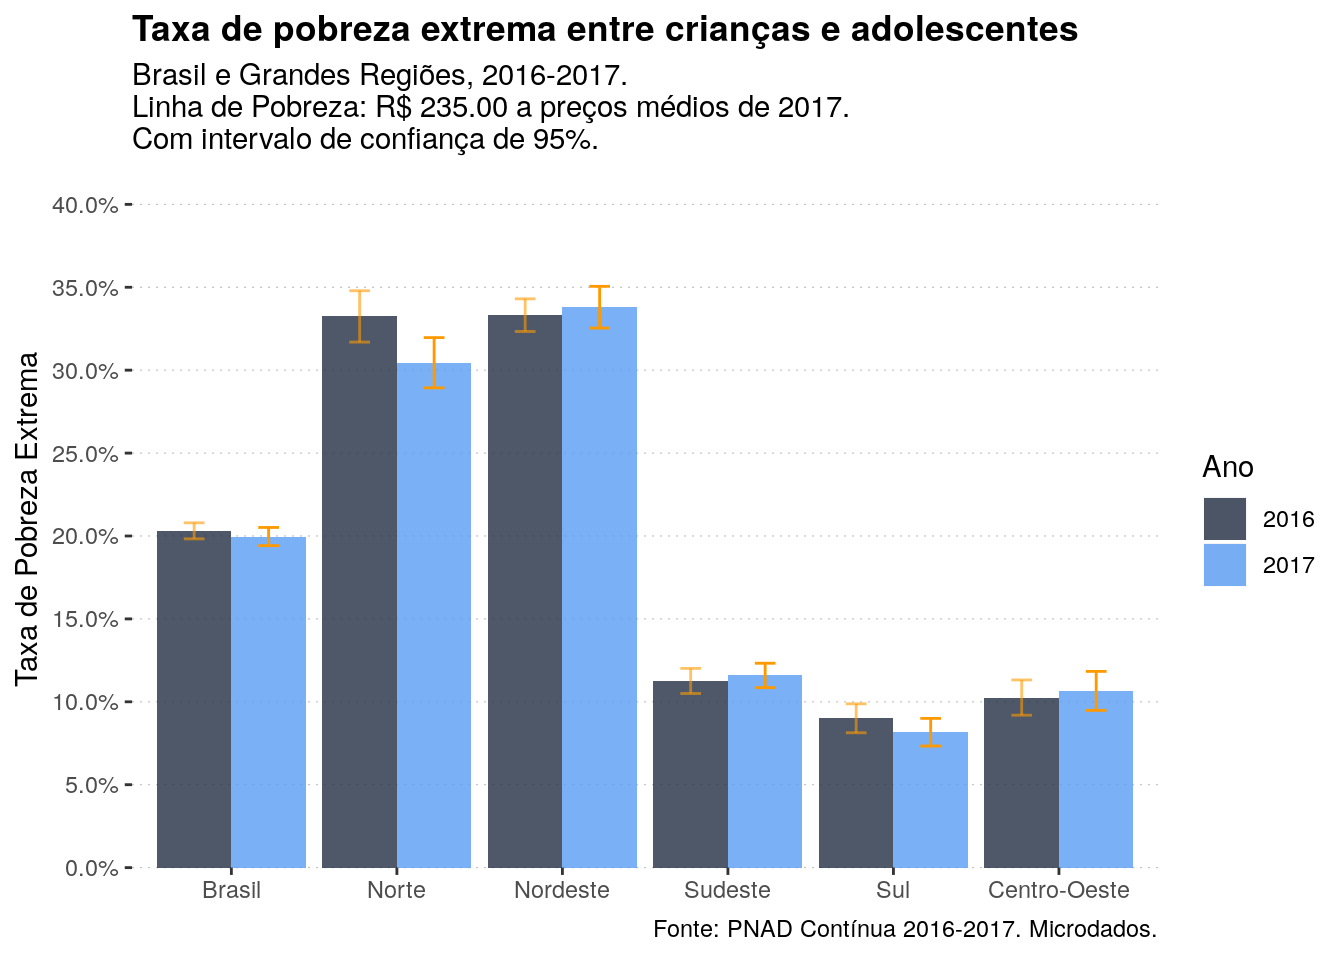 Taxa de pobreza extrema entre crianças e adolescentes
Brasil e Grandes Regiões, 2016-2017.
Linha de Pobreza: R$ 235.00 a preços médios de 2017.
Com intervalo de confiança de 95%.
Taxa de Pobreza Extrema
40.0%
35.0%
30.0%
25.0%
20.0%
15.0%
10.0%
5.0%
0.0%
Brasil Norte Nordeste Sudeste Sul Centro-Oeste
Ano
2016
2017
Fonte: PNAD Contínua 2016-2017. Microdados.